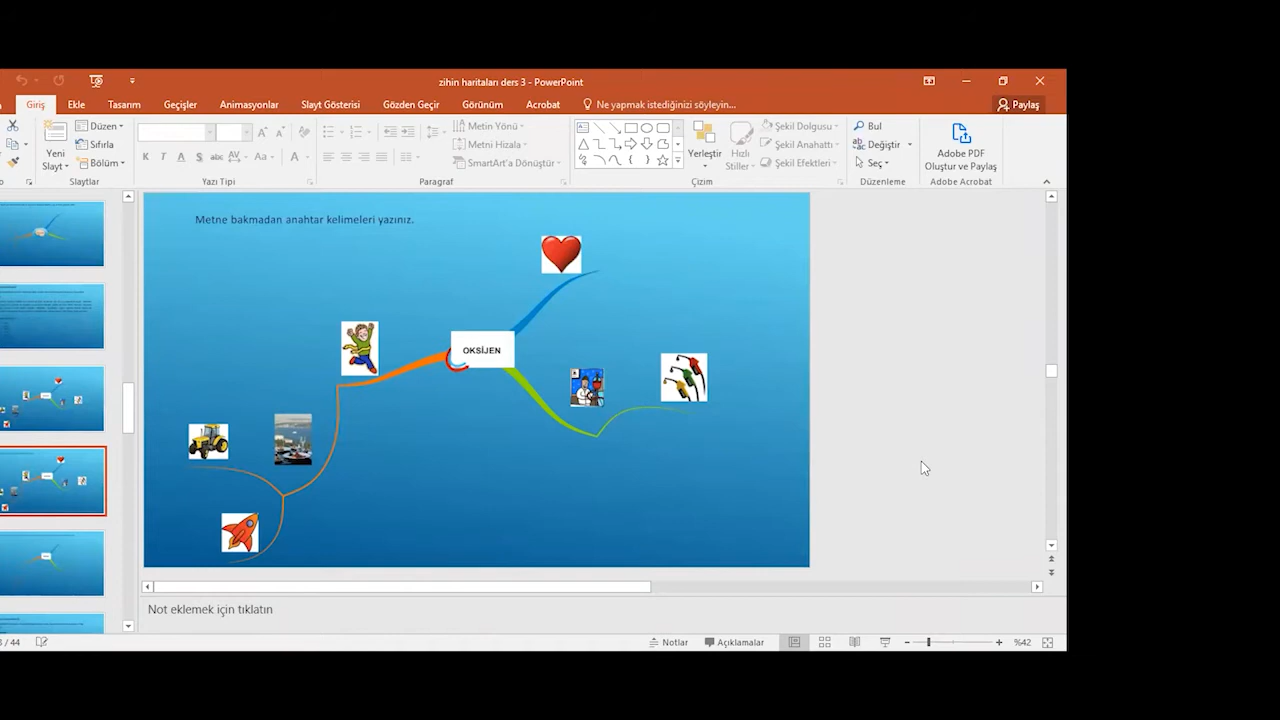 zihin haritaları ders 3 - PowerPoint
Giriş Ekle Tasarım Geçişler Animasyonlar Slayt Gösterisi Gözden Geçir Görünüm Acrobat Ne yapmak istediğinizi söyleyin... Paylaş
Yeni Slayt
Düzen
Sıfırla
Bölüm
Slaytlar
K T A S abc AV Aa A
Yazı Tipi
Metin Yönü
Metni Hizala
SmartArt'a Dönüştür
Paragraf
Yerleştir
Hızlı Stiller
Şekil Dolgusu
Şekil Anahattı
Şekil Efektleri
Çizim
Bul
Değiştir
Seç
Düzenleme
Adobe PDF
Oluştur ve Paylaş
Adobe Acrobat
Metne bakmadan anahtar kelimeleri yazınız.
OKSİJEN
Not eklemek için tıklatın
/ 44 Notlar Açıklamalar %42